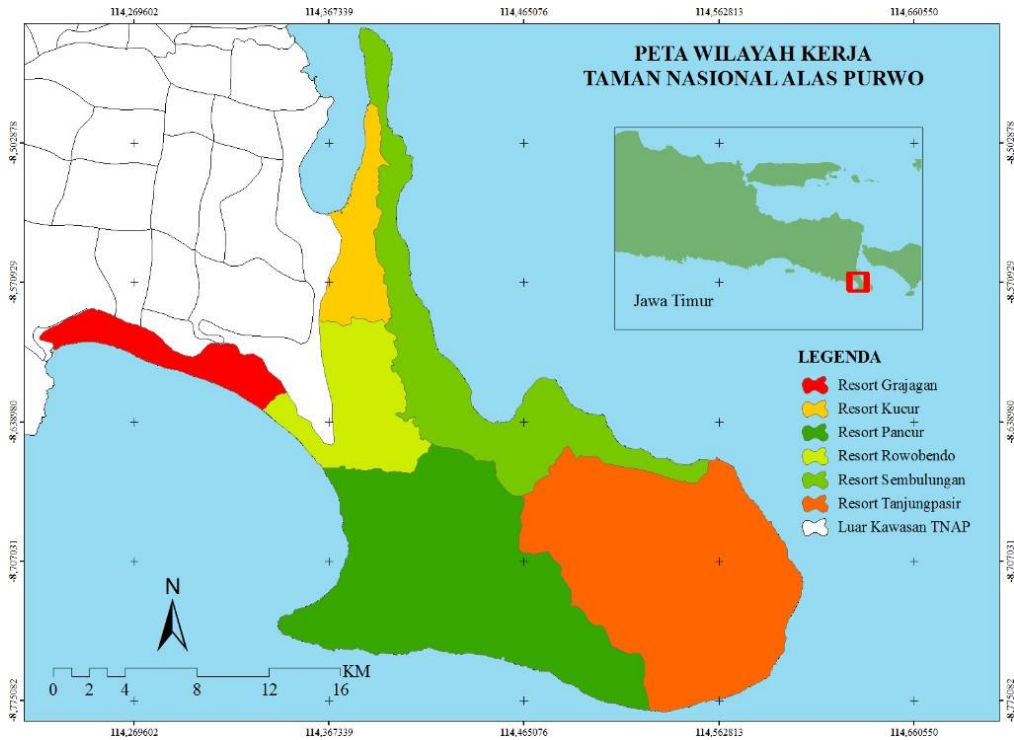 114,269602
114,367339
114,465076
114,562813
114,660550
PETA WILAYAH KERJA
TAMAN NASIONAL ALAS PURWO
-8,502878
-8,502878
Jawa Timur
-8,570929
-8,570929
LEGENDA
Resort Grajagan
Resort Kucur
Resort Pancur
Resort Rowobendo
Resort Sembulungan
Resort Tanjungpasir
Luar Kawasan TNAP
-8,638980
-8,638980
-8,707031
-8,707031
N
KM
0 2 4 8 12 16
-8,775082
-8,775082
114,269602
114,367339
114,465076
114,562813
114,660550